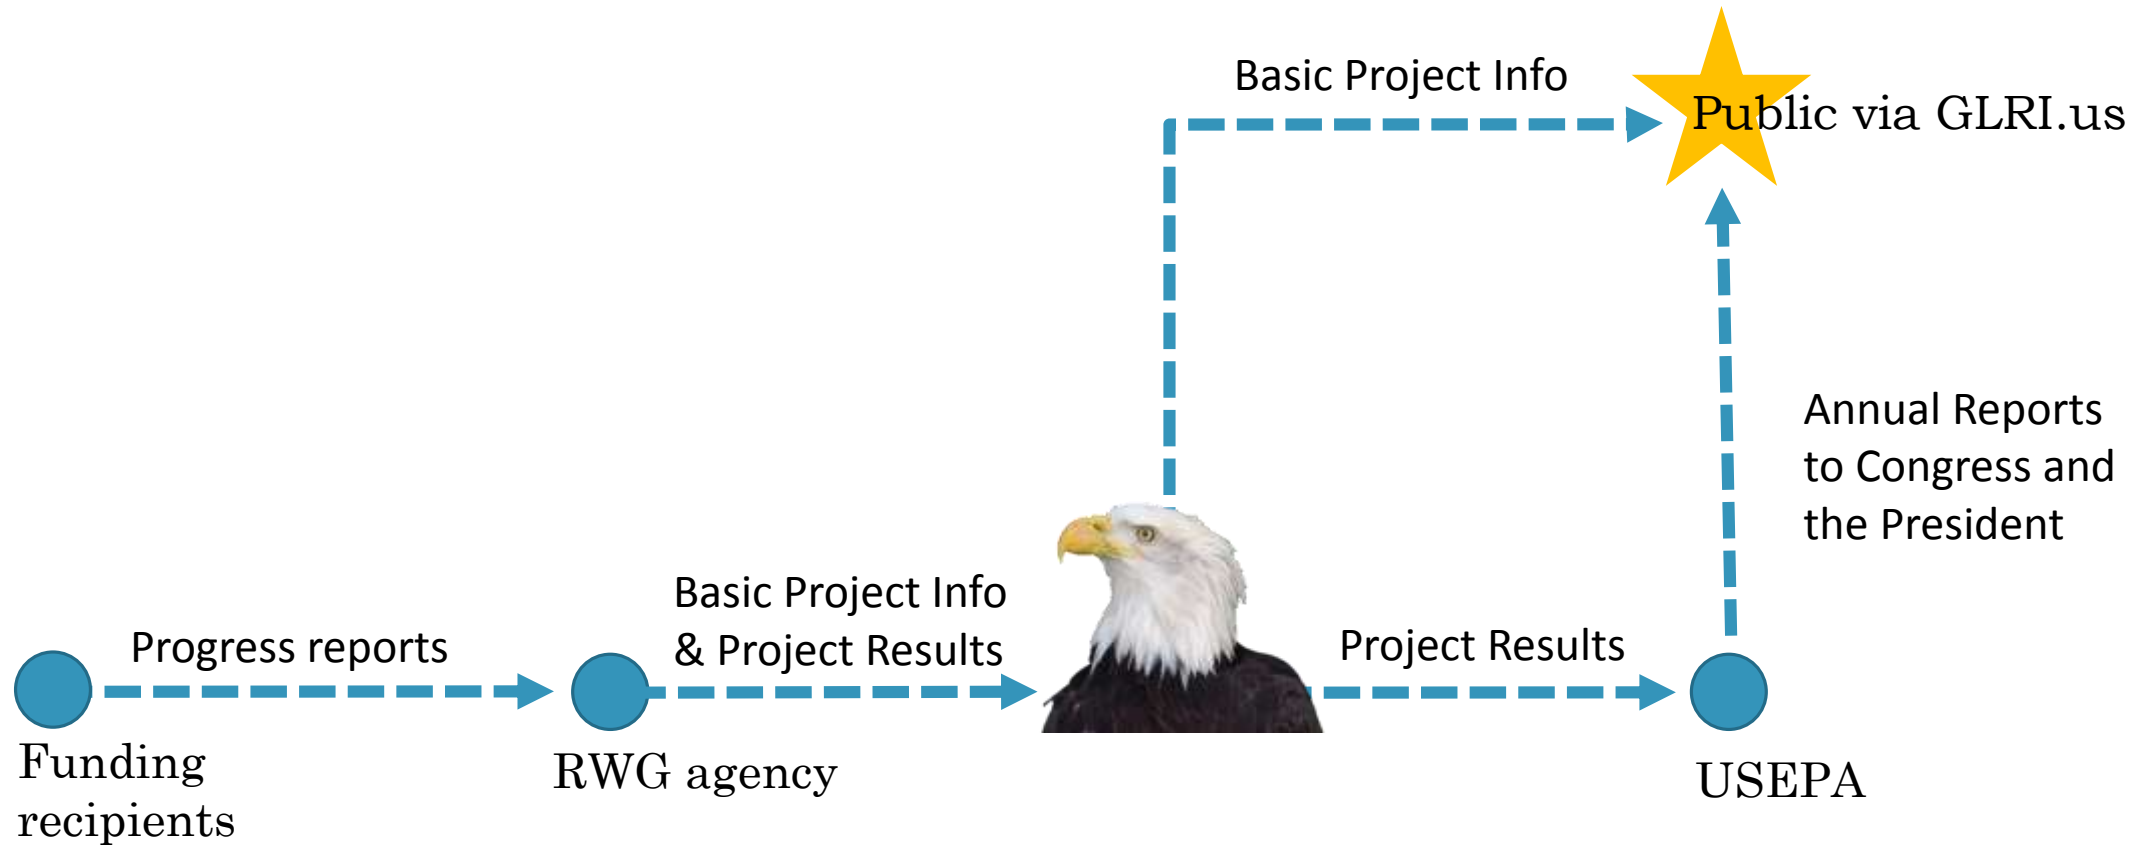 Basic Project Info
Public via GLRI.us
Annual Reports
to Congress and
the President
Basic Project Info
& Project Results
Progress reports
Project Results
Funding
recipients
RWG agency
USEPA